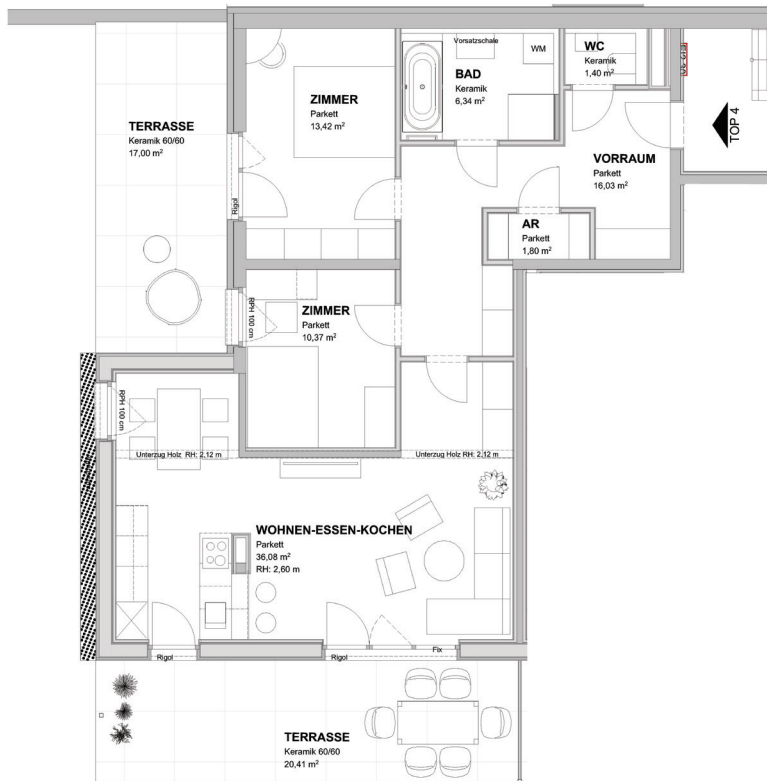 Vorsatzschale
WM
BAD
Keramik
6,34 m²
WC
Keramik
1,40 m²
TOP 4
ZIMMER
Parkett
13,42 m²
TERRASSE
Keramik 60/60
17,00 m²
Rigol
VORRAUM
Parkett
16,03 m²
AR
Parkett
1,80 m²
ZIMMER
Parkett
10,37 m²
RPH 100 cm
RPH 100 cm
Unterzug Holz RH: 2,12 m
Unterzug Holz RH: 2,12 m
WOHNEN-ESSEN-KOCHEN
Parkett
36,08 m²
RH: 2,60 m
Rigol
Rigol
Fix
TERRASSE
Keramik 60/60
20,41 m²